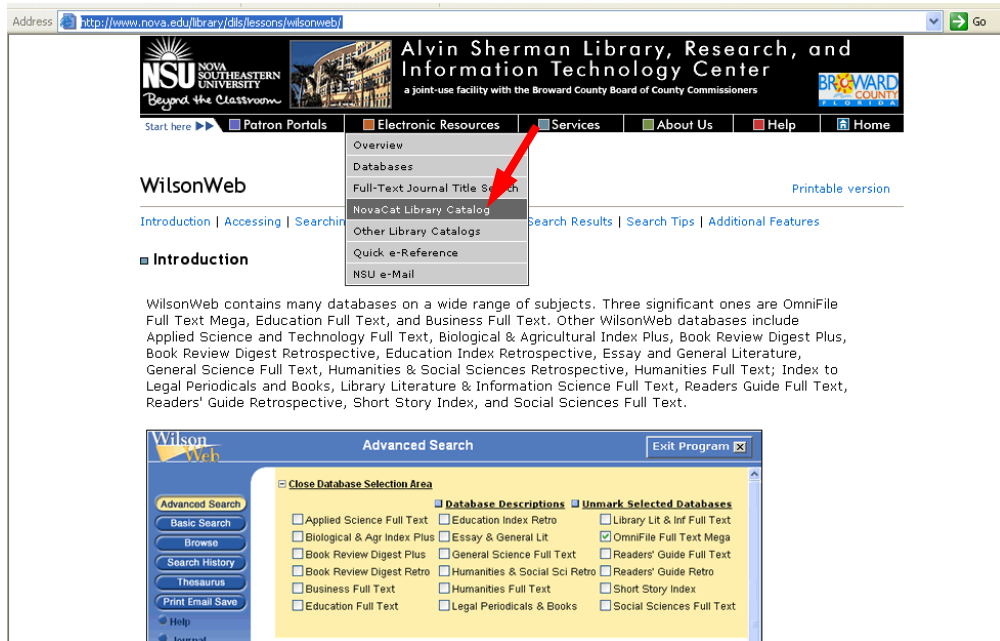 Address http://www.nova.edu/library/dils/lessons/wilsonweb/ Go
NSU NOVA SOUTHEASTERN UNIVERSITY
Beyond the Classroom
Alvin Sherman Library, Research, and
Information Technology Center
a joint-use facility with the Broward County Board of County Commissioners
BROWARD COUNTY
FLORIDA
Start here Patron Portals Electronic Resources Services About Us Help Home
Overview
Databases
Full-Text Journal Title
NovaCat Library Catalog
Other Library Catalogs
Quick e-Reference
NSU e-Mail
WilsonWeb Printable version
Introduction | Accessing | Search Results | Search Tips | Additional Features
Introduction
WilsonWeb contains many databases on a wide range of subjects. Three significant ones are OmniFile
Full Text Mega, Education Full Text, and Business Full Text. Other WilsonWeb databases include
Applied Science and Technology Full Text, Biological & Agricultural Index Plus, Book Review Digest Plus,
Book Review Digest Retrospective, Education Index Retrospective, Essay and General Literature,
General Science Full Text, Humanities & Social Sciences Retrospective, Humanities Full Text; Index to
Legal Periodicals and Books, Library Literature & Information Science Full Text, Readers Guide Full Text,
Readers' Guide Retrospective, Short Story Index, and Social Sciences Full Text.
Wilson Web
Advanced Search Exit Program
Close Database Selection Area
Database Descriptions Unmark Selected Databases
Applied Science Full Text Education Index Retro Library Lit & Inf Full Text
Biological & Agr Index Plus Essay & General Lit OmniFile Full Text Mega
Book Review Digest Plus General Science Full Text Readers' Guide Full Text
Book Review Digest Retro Humanities & Social Sci Retro Readers' Guide Retro
Business Full Text Humanities Full Text Short Story Index
Education Full Text Legal Periodicals & Books Social Sciences Full Text
Advanced Search
Basic Search
Browse
Search History
Thesaurus
Print Email Save
Help